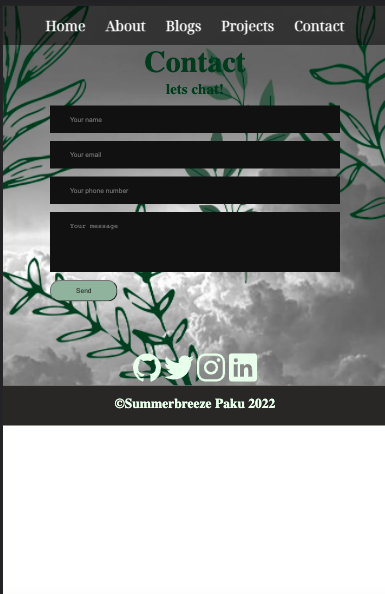 Home About Blogs Projects Contact
Contact
lets chat!
Your name
Your email
Your phone number
Your message
Send
©Summerbreeze Paku 2022